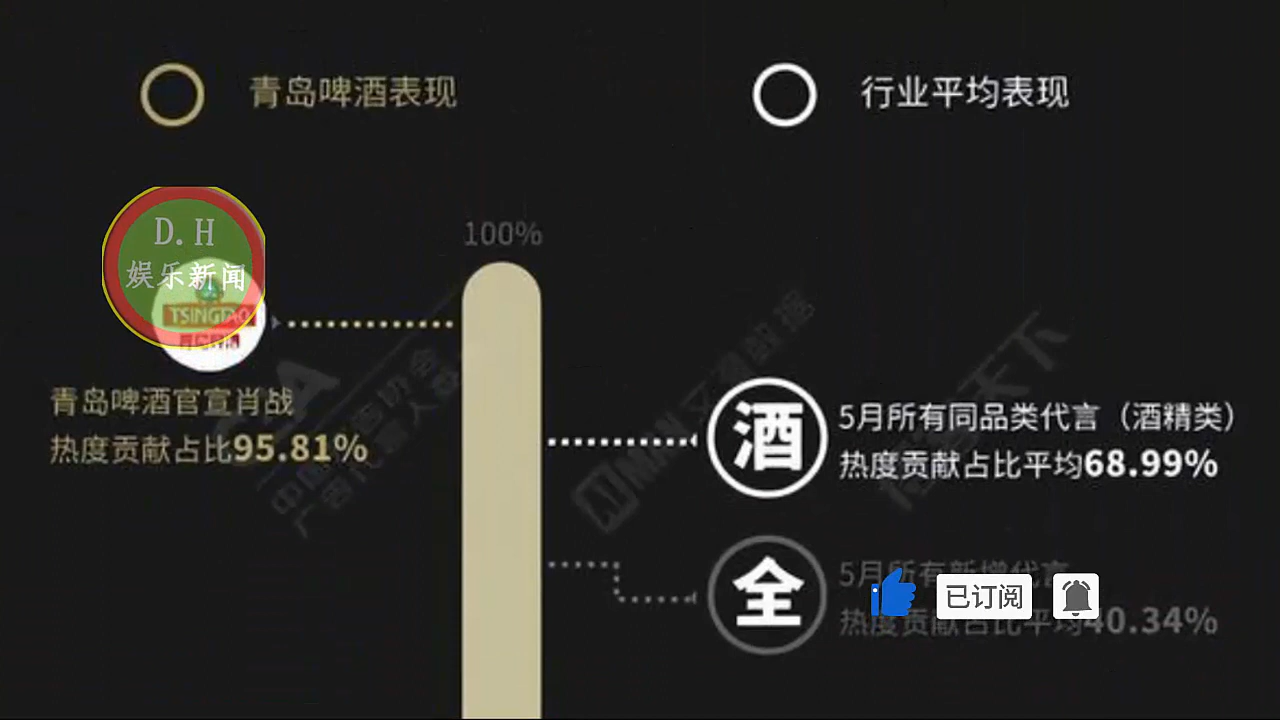 青岛啤酒表现
行业平均表现
100%
D.H
娱乐新闻
TSINGTAO
青岛啤酒官宣肖战
热度贡献占比95.81%
5月所有同品类代言（酒精类）
热度贡献占比平均68.99%
酒
全
5月所有新增代言
热度贡献占比平均40.34%
已订阅